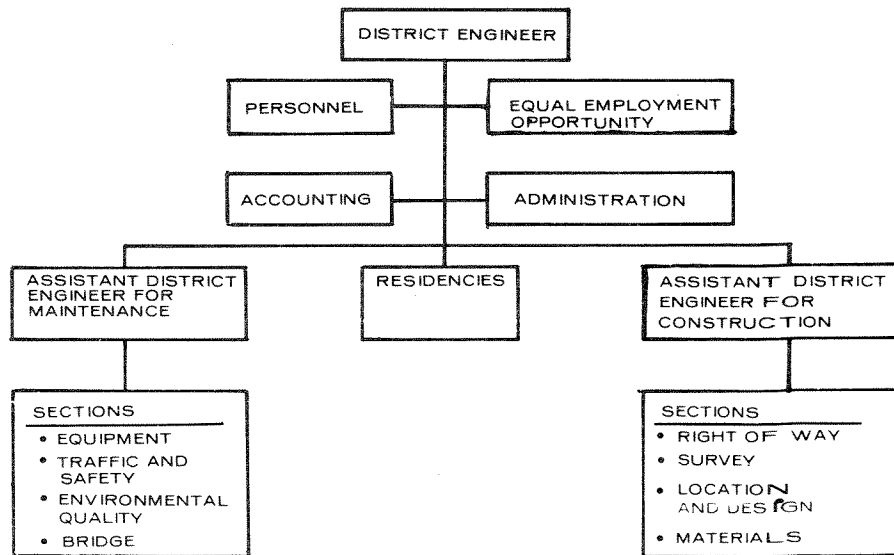 DISTRICT ENGINEER
PERSONNEL
EQUAL EMPLOYMENT
OPPORTUNITY
ACCOUNTING
ADMINISTRATION
ASSISTANT DISTRICT
ENGINEER FOR
MAINTENANCE
RESIDENCIES
ASSISTANT DISTRICT
ENGINEER FOR
CONSTRUCTION
SECTIONS
• EQUIPMENT
• TRAFFIC AND
SAFETY
• ENVIRONMENTAL
QUALITY
• BRIDGE
SECTIONS
• RIGHT OF WAY
• SURVEY
• LOCATION
AND DESIGN
• MATERIALS